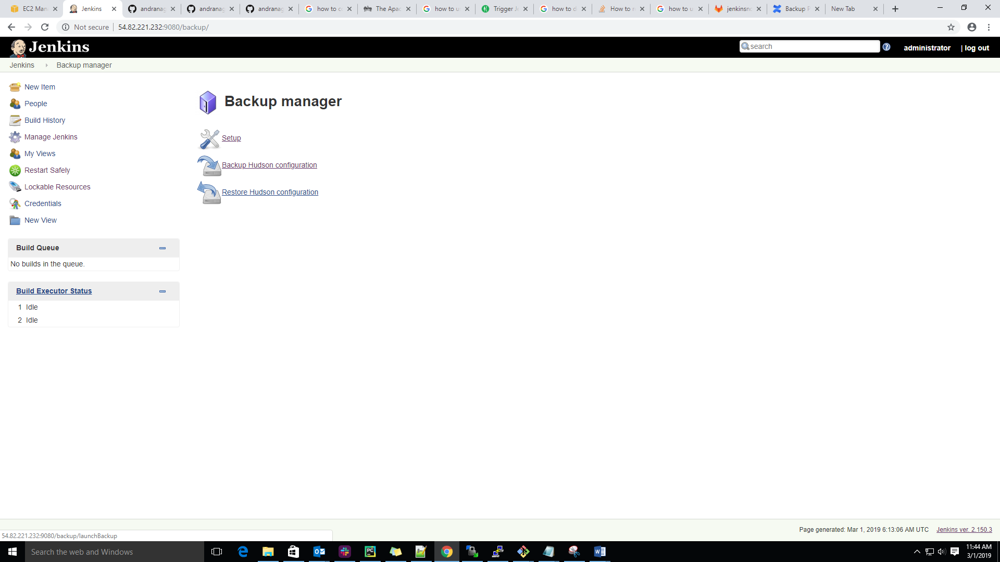 EC2 Man
Jenkins
andranag
andranag
andranag
how to c
The Apac
how to u
Trigger Je
how to d
How to r
how to u
jenkinsno
Backup P
New Tab
Not secure
54.82.221.232:9080/backup/
Jenkins
search
administrator
| log out
Jenkins
Backup manager
New Item
People
Build History
Manage Jenkins
My Views
Restart Safely
Lockable Resources
Credentials
New View
Build Queue
No builds in the queue.
Build Executor Status
1 Idle
2 Idle
Backup manager
Setup
Backup Hudson configuration
Restore Hudson configuration
Page generated: Mar 1, 2019 6:13:06 AM UTC
Jenkins ver. 2.150.3
54.82.221.232:9080/backup/launchBackup
Search the web and Windows
11:44 AM
3/1/2019